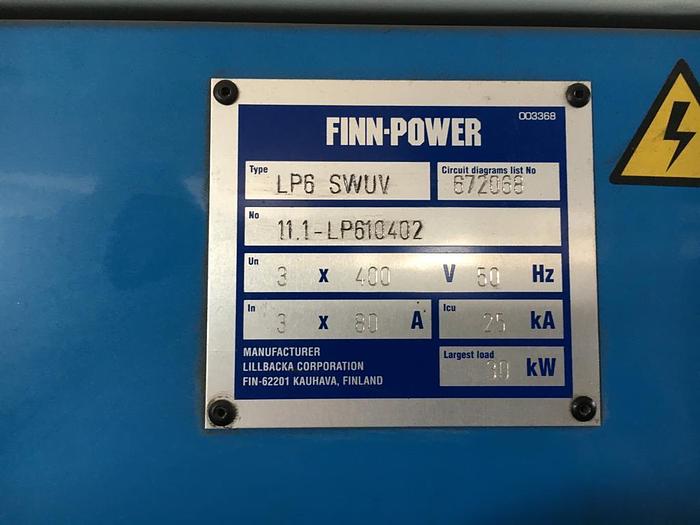 003368
FINN-POWER
Type LP6 SWUV
Circuit diagrams list No 672068
No 11.1-LP610402
Un 3 x 400 V 50 Hz
In 3 x 80 A
Icu 25 kA
MANUFACTURER
LILLBACKA CORPORATION
FIN-62201 KAUHAVA, FINLAND
Largest load kW